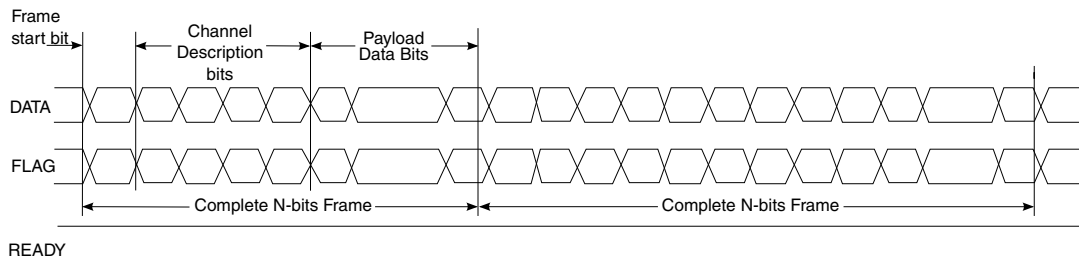 Frame
start bit
Channel
Description
bits
Payload
Data Bits
DATA
FLAG
Complete N-bits Frame
Complete N-bits Frame
READY